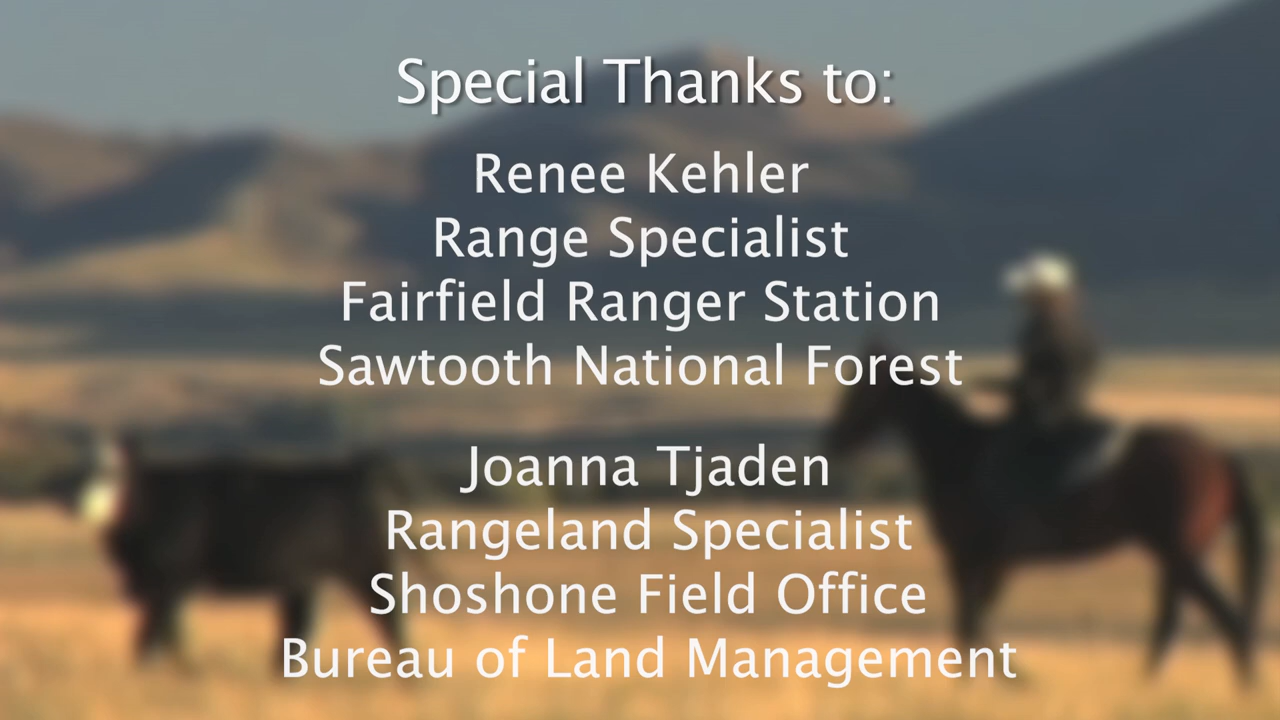 Special Thanks to:
Renee Kehler
Range Specialist
Fairfield Ranger Station
Sawtooth National Forest
Joanna Tjaden
Rangeland Specialist
Shoshone Field Office
Bureau of Land Management